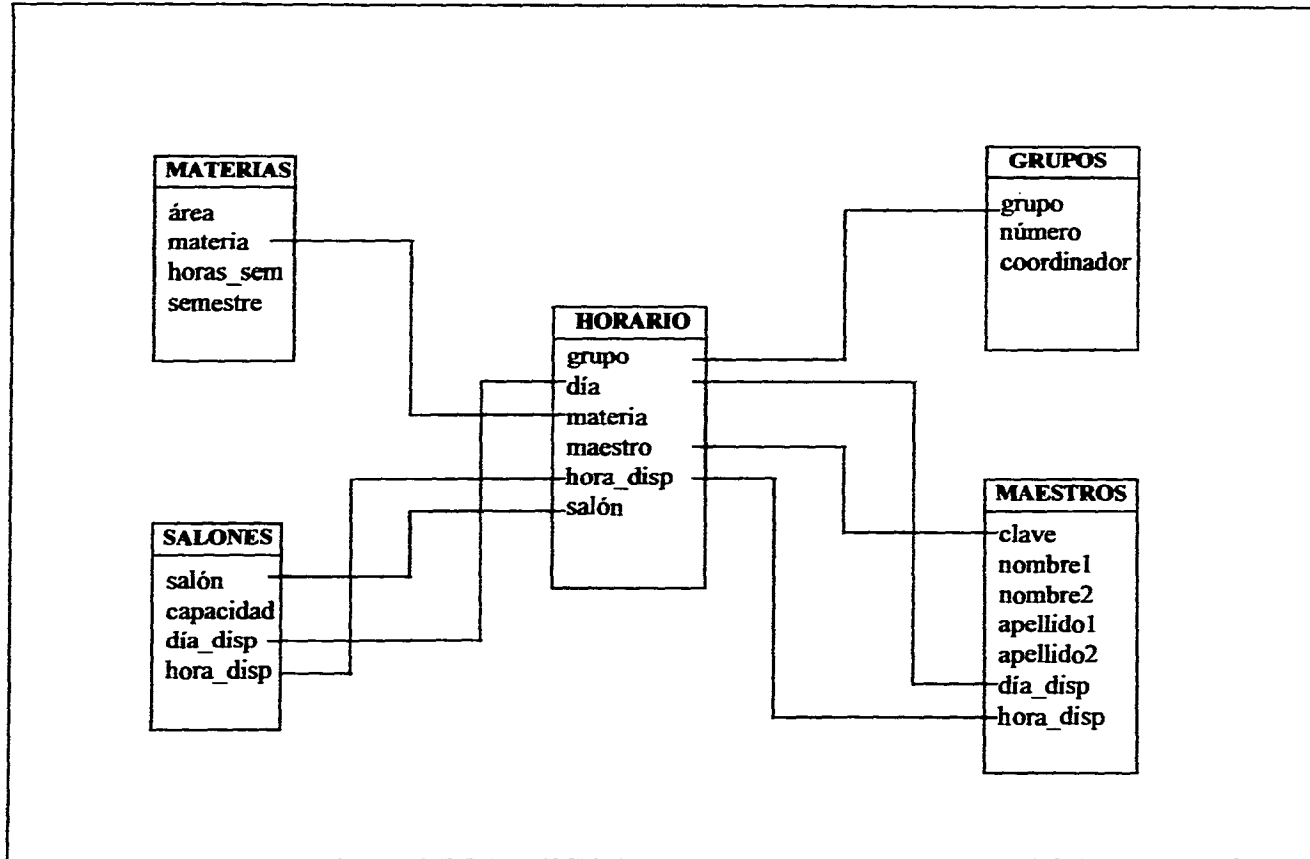 MATERIAS
área
materia
horas_sem
semestre
GRUPOS
grupo
número
coordinador
HORARIO
grupo
día
materia
maestro
hora_disp
salón
SALONES
salón
capacidad
día_disp
hora_disp
MAESTROS
clave
nombre1
nombre2
apellido1
apellido2
día_disp
hora_disp